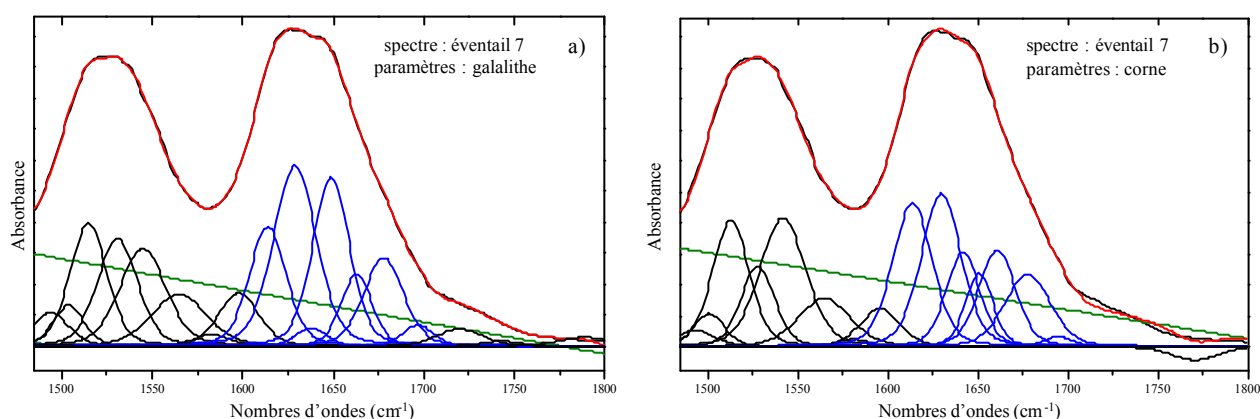 spectre : éventail 7
paramètres : galalithe
a)
Absorbance
1500 1550 1600 1650 1700 1750 1800
Nombres d’ondes (cm-1)
spectre : éventail 7
paramètres : corne
b)
Absorbance
1500 1550 1600 1650 1700 1750 1800
Nombres d’ondes (cm-1)